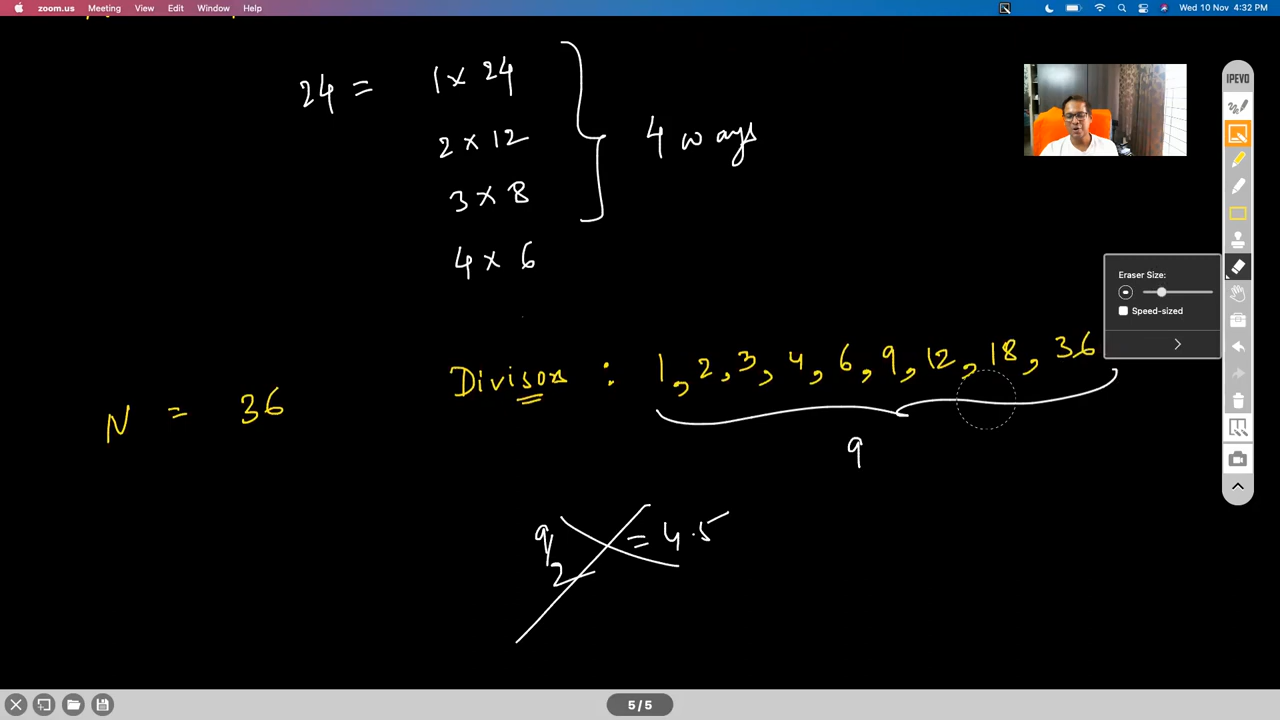 zoom.us Meeting View Edit Window Help Wed 10 Nov 4:32 PM
IPEVO
24 = 1 x 24
2 x 12
3 x 8
4 x 6
4 ways
Eraser Size:
Speed-sized
Divisors : 1, 2, 3, 4, 6, 9, 12, 18, 36
N = 36
9
9/2 = 4.5
5/5